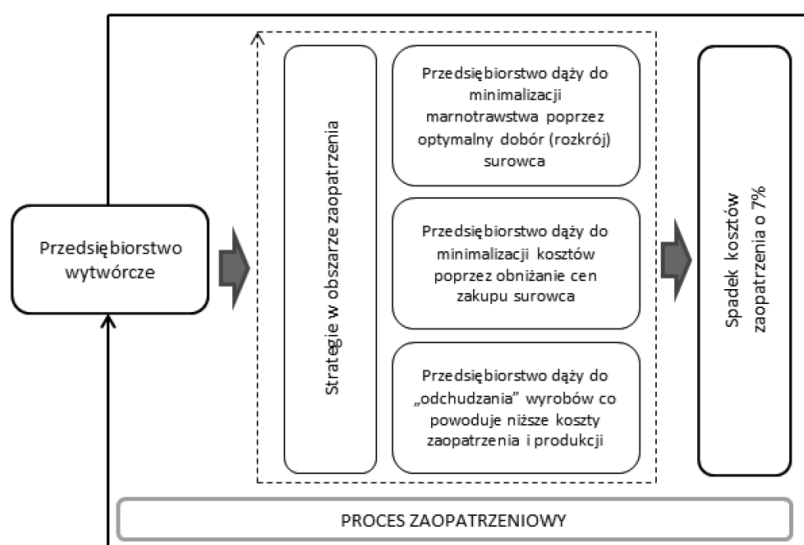 Przedsiębiorstwo
wytwórcze
Strategie w obszarze zaopatrzenia
Przedsiębiorstwo dąży do
minimalizacji
marnotrawstwa poprzez
optymalny dobór (rozkrój)
surowca
Przedsiębiorstwo dąży do
minimalizacji kosztów
poprzez obniżanie cen
zakupu surowca
Przedsiębiorstwo dąży do
„odchudzania” wyrobów co
powoduje niższe koszty
zaopatrzenia i produkcji
Spadek kosztów
zaopatrzenia o 7%
PROCES ZAOPATRZENIOWY